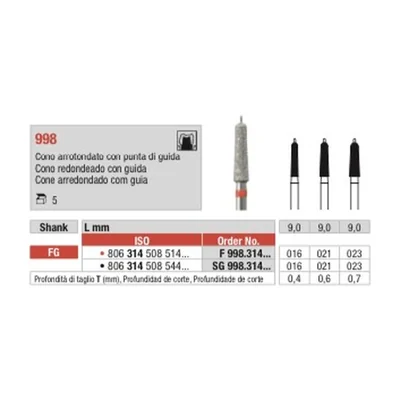 998
Cono arrotondato con punta di guida
Cono redondeado con guida
Cone arredondado com guia
5
Shank L mm 9,0 9,0 9,0
ISO Order No.
FG • 806 314 508 514... F 998.314... 016 021 023
• 806 314 508 544... SG 998.314... 016 021 023
Profondità di taglio T (mm), Profundidad de corte, Profundidade de corte 0,4 0,6 0,7